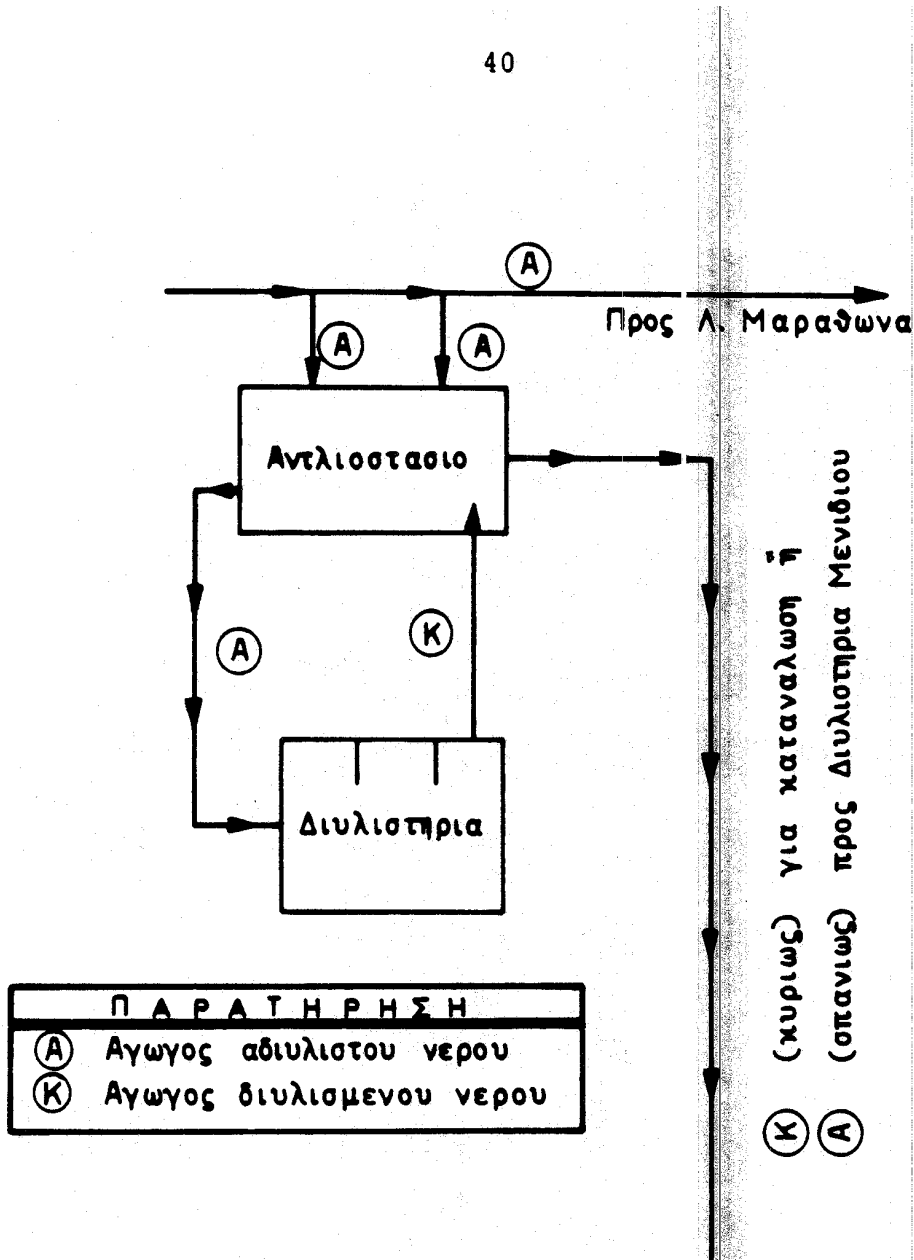 40
Α
Προς Λ. Μαραθωνα
Α
Α
Αντλιοστασιο
Α
Κ
Διυλιστηρια
Κ (κυριως) για καταναλωση ἤ
Α (σπανιως) προς Διυλιστηρια Μενιδιου
ΠΑΡΑΤΗΡΗΣΗ
Α Αγωγος αδιυλιστου νερου
Κ Αγωγος διυλισμενου νερου